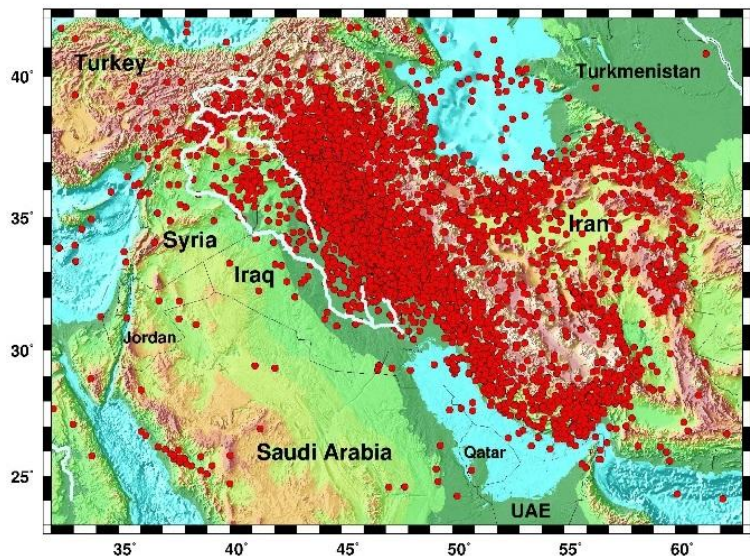 40°
Turkey
Turkmenistan
35°
Syria
Iran
Iraq
30°
Jordan
25°
Saudi Arabia
Qatar
UAE
35° 40° 45° 50° 55° 60°